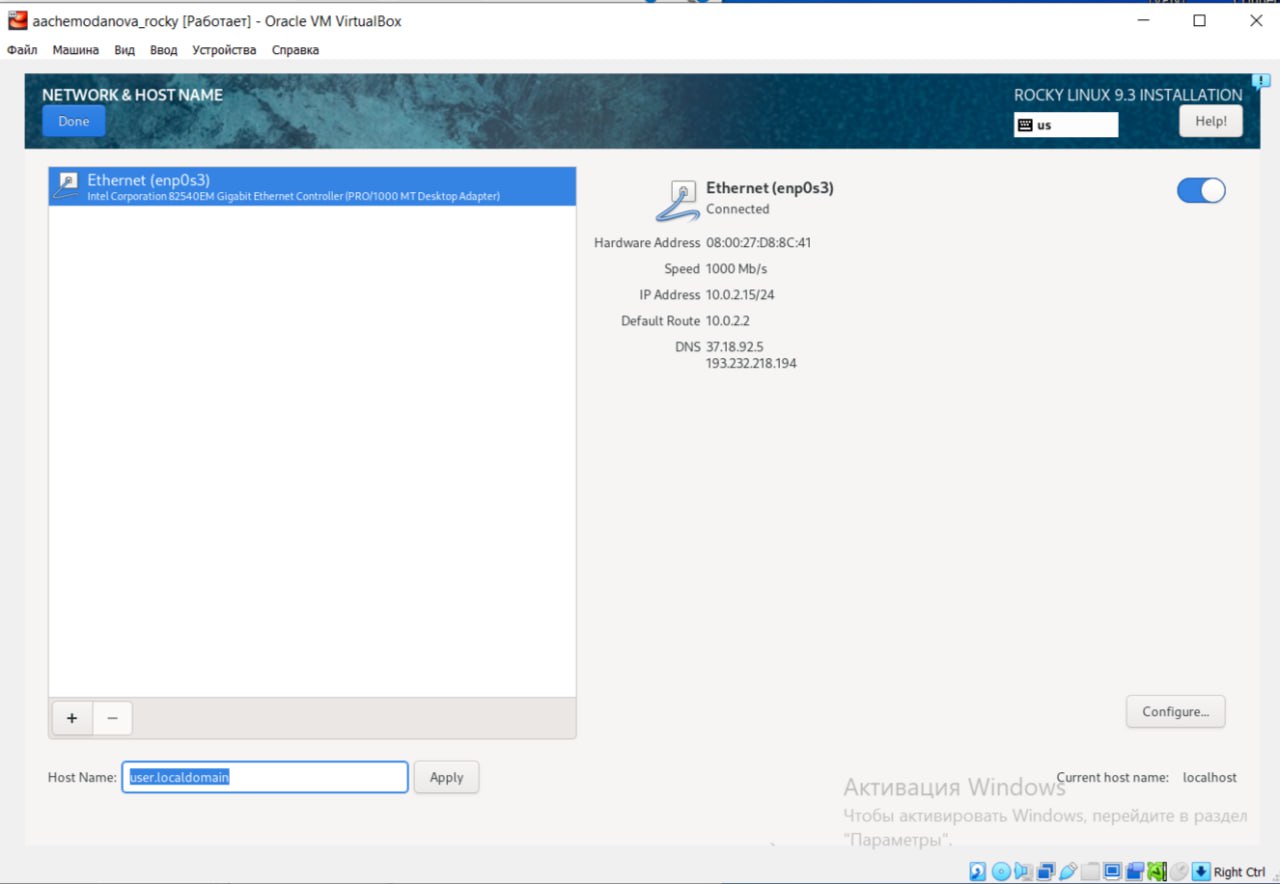 aachemodanova_rocky [Работает] - Oracle VM VirtualBox
Файл Машина Вид Ввод Устройства Справка
NETWORK & HOST NAME
ROCKY LINUX 9.3 INSTALLATION
Done
us
Help!
Ethernet (enp0s3)
Intel Corporation 82540EM Gigabit Ethernet Controller (PRO/1000 MT Desktop Adapter)
Ethernet (enp0s3)
Connected
Hardware Address 08:00:27:D8:8C:41
Speed 1000 Mb/s
IP Address 10.0.2.15/24
Default Route 10.0.2.2
DNS 37.18.92.5
193.232.218.194
+ −
Configure...
Host Name: user.localdomain Apply
Current host name: localhost
Активация Windows
Чтобы активировать Windows, перейдите в раздел
"Параметры".
Right Ctrl